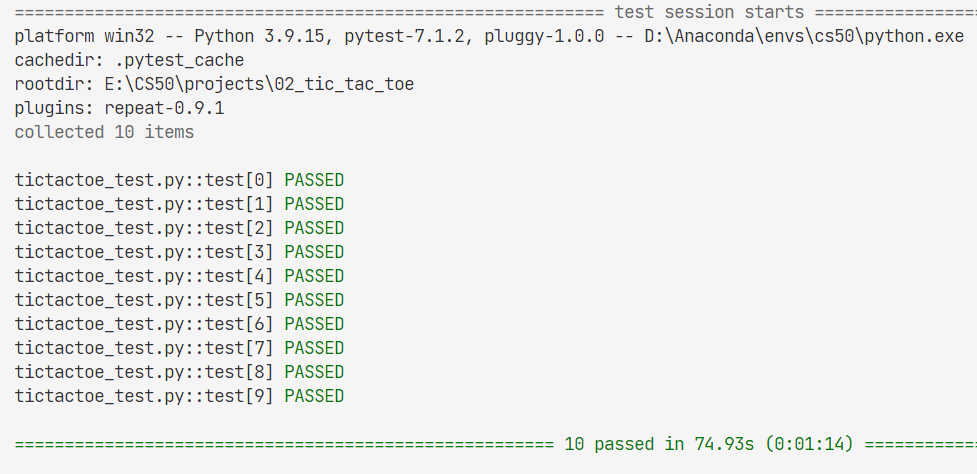 =========================================================== test session starts ================
platform win32 -- Python 3.9.15, pytest-7.1.2, pluggy-1.0.0 -- D:\Anaconda\envs\cs50\python.exe
cachedir: .pytest_cache
rootdir: E:\CS50\projects\02_tic_tac_toe
plugins: repeat-0.9.1
collected 10 items
tictactoe_test.py::test[0] PASSED
tictactoe_test.py::test[1] PASSED
tictactoe_test.py::test[2] PASSED
tictactoe_test.py::test[3] PASSED
tictactoe_test.py::test[4] PASSED
tictactoe_test.py::test[5] PASSED
tictactoe_test.py::test[6] PASSED
tictactoe_test.py::test[7] PASSED
tictactoe_test.py::test[8] PASSED
tictactoe_test.py::test[9] PASSED
====================================================== 10 passed in 74.93s (0:01:14) ===========